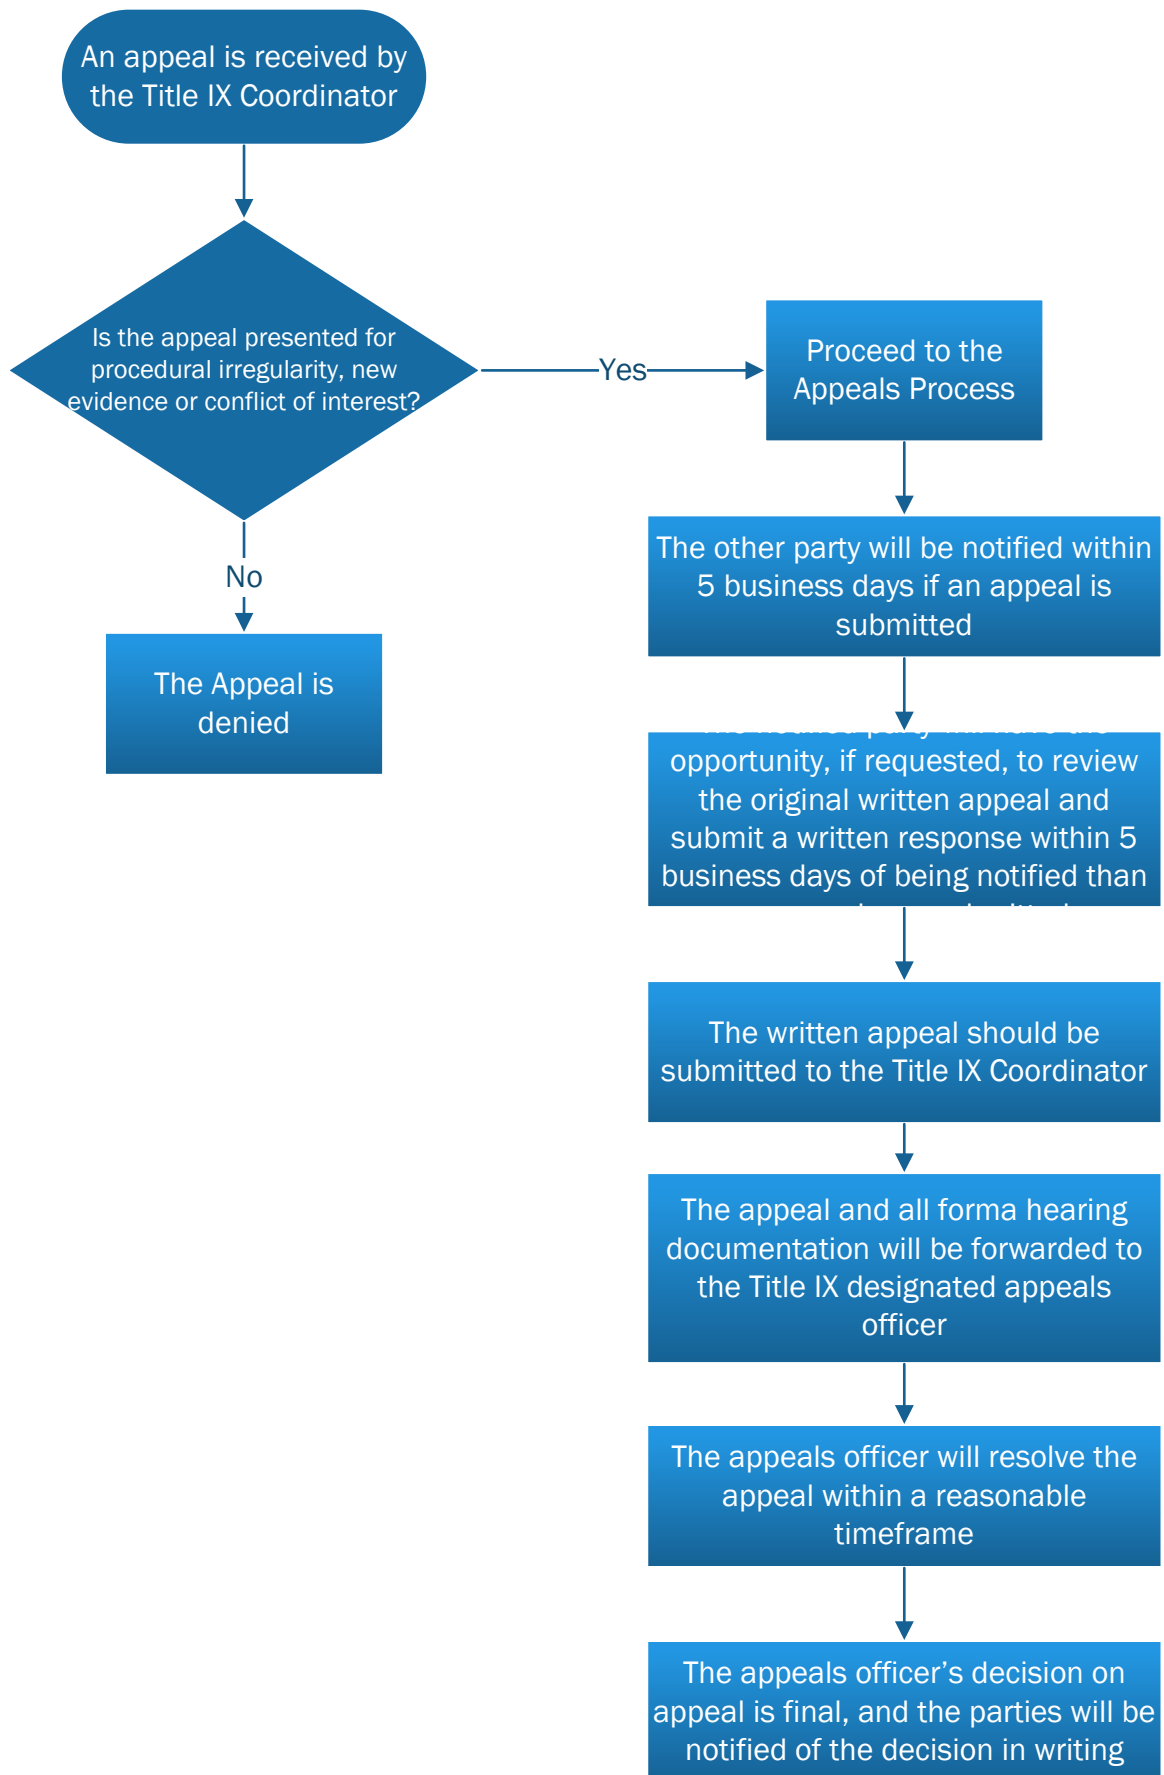 An appeal is received by
the Title IX Coordinator
Is the appeal presented for
procedural irregularity, new
evidence or conflict of interest?
Yes
No
The Appeal is
denied
Proceed to the
Appeals Process
The other party will be notified within
5 business days if an appeal is
submitted
opportunity, if requested, to review
the original written appeal and
submit a written response within 5
business days of being notified than
The written appeal should be
submitted to the Title IX Coordinator
The appeal and all forma hearing
documentation will be forwarded to
the Title IX designated appeals
officer
The appeals officer will resolve the
appeal within a reasonable
timeframe
The appeals officer’s decision on
appeal is final, and the parties will be
notified of the decision in writing